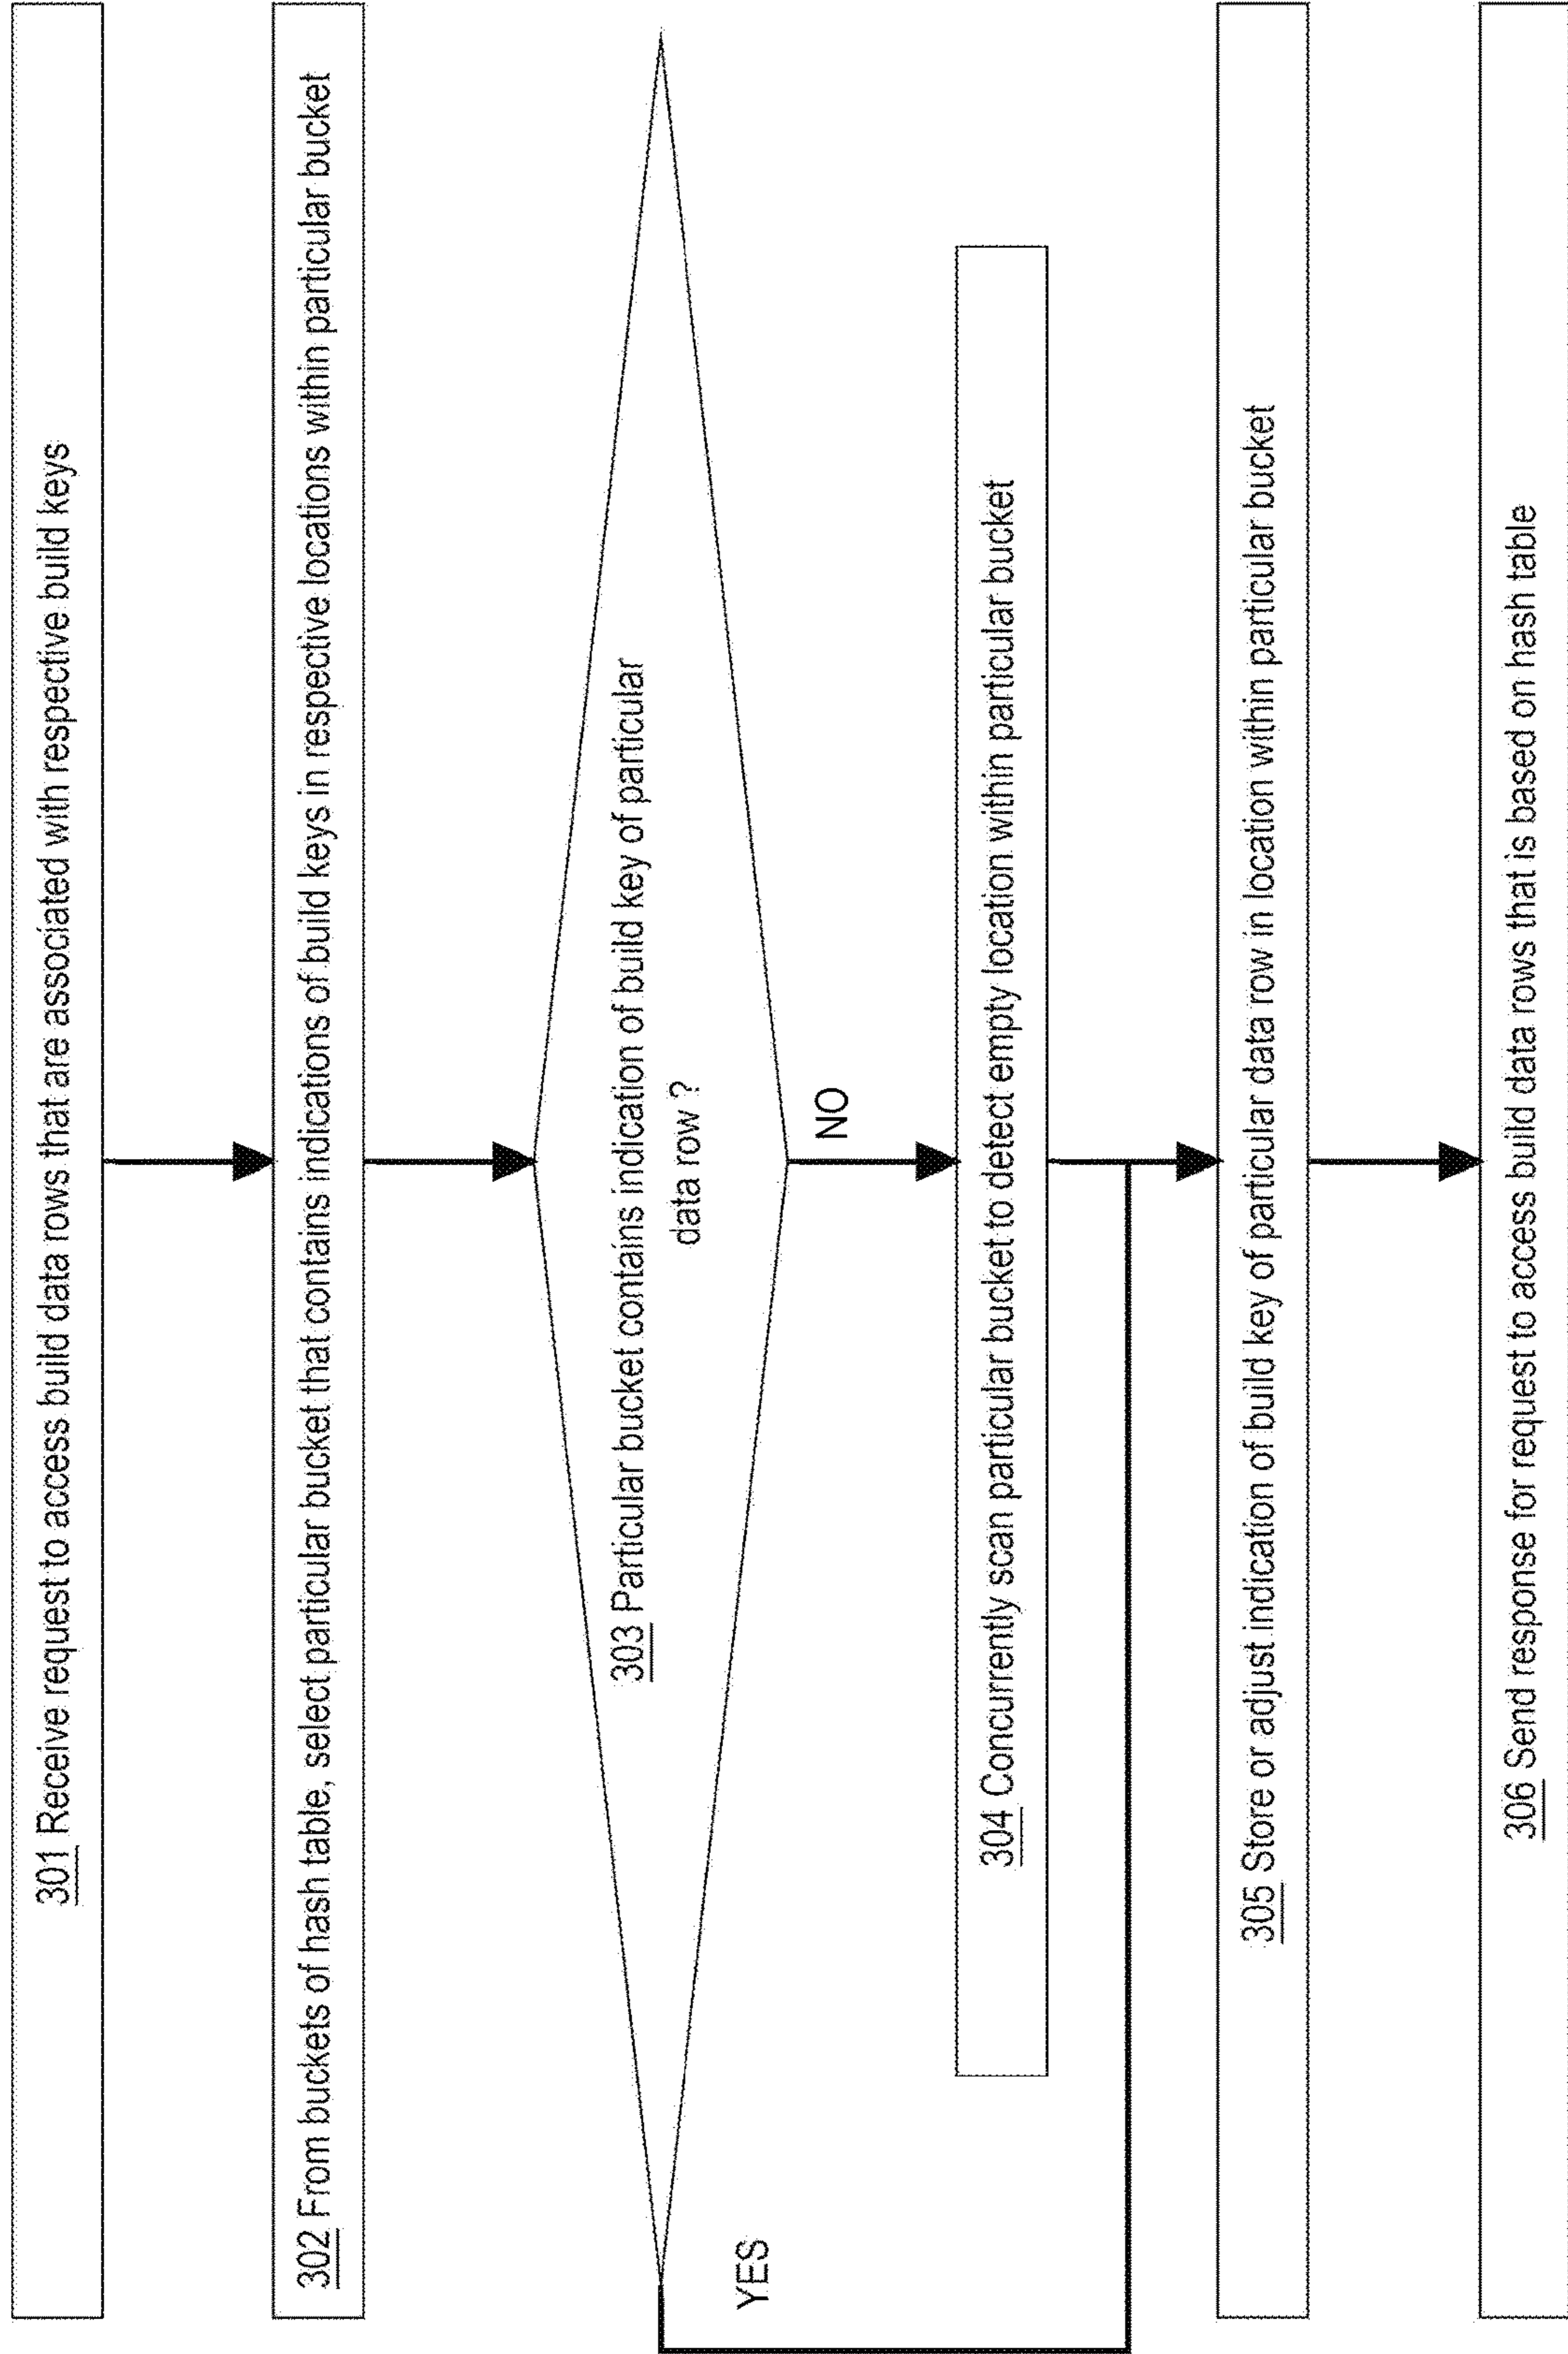 301 Receive request to access build data rows that are associated with respective build keys
302 From buckets of hash table, select particular bucket that contains indications of build keys in respective locations within particular bucket
303 Particular bucket contains indication of build key of particular
data row ?
YES
NO
304 Concurrently scan particular bucket to detect empty location within particular bucket
305 Store or adjust indication of build key of particular data row in location within particular bucket
306 Send response for request to access build data rows that is based on hash table